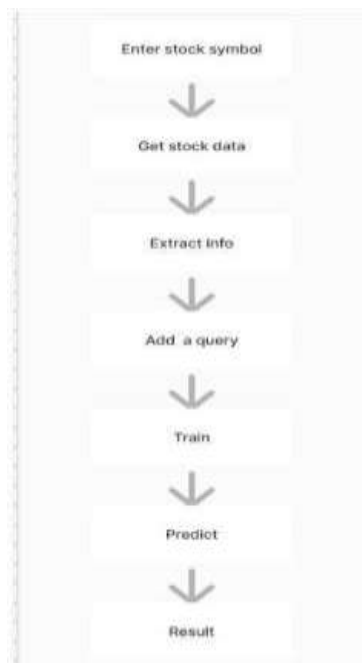 Enter stock symbol
Get stock data
Extract info
Add a query
Train
Predict
Result